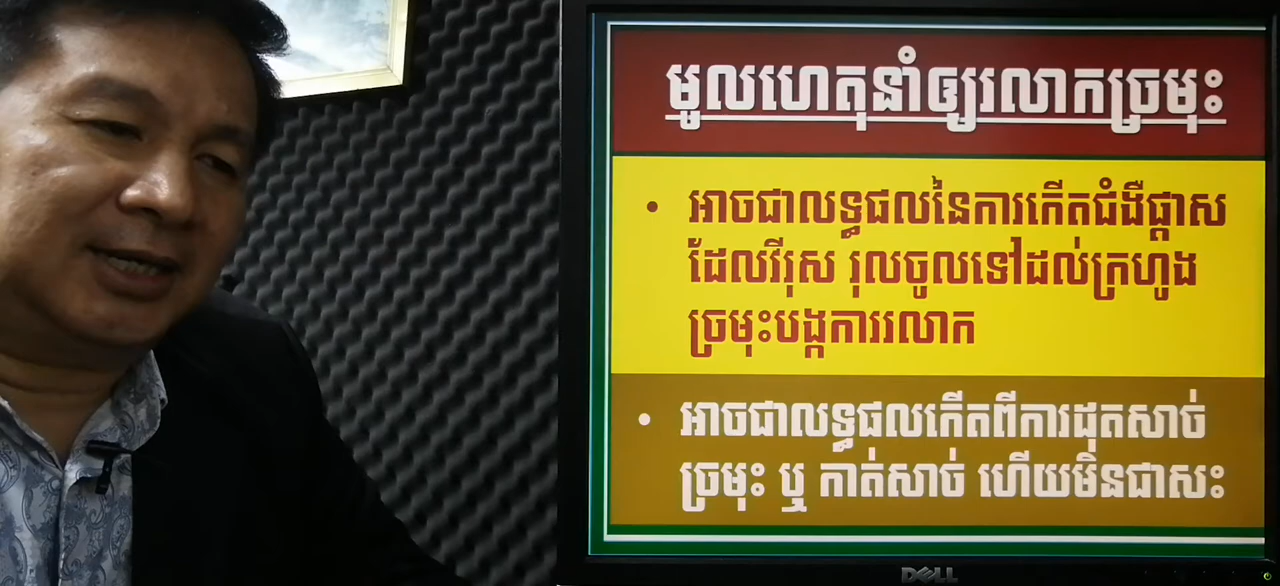 មូលហេតុនាំឲ្យរលាកច្រមុះ
• អាចជាលទ្ធផលនៃការកើតជំងឺផ្តាស
ដែលវីរុស រុលចូលទៅដល់ក្រហូង
ច្រមុះបង្កការរលាក
• អាចជាលទ្ធផលកើតពីការដុតសាច់
ច្រមុះ ឬ កាត់សាច់ ហើយមិនជាសះ
DELL